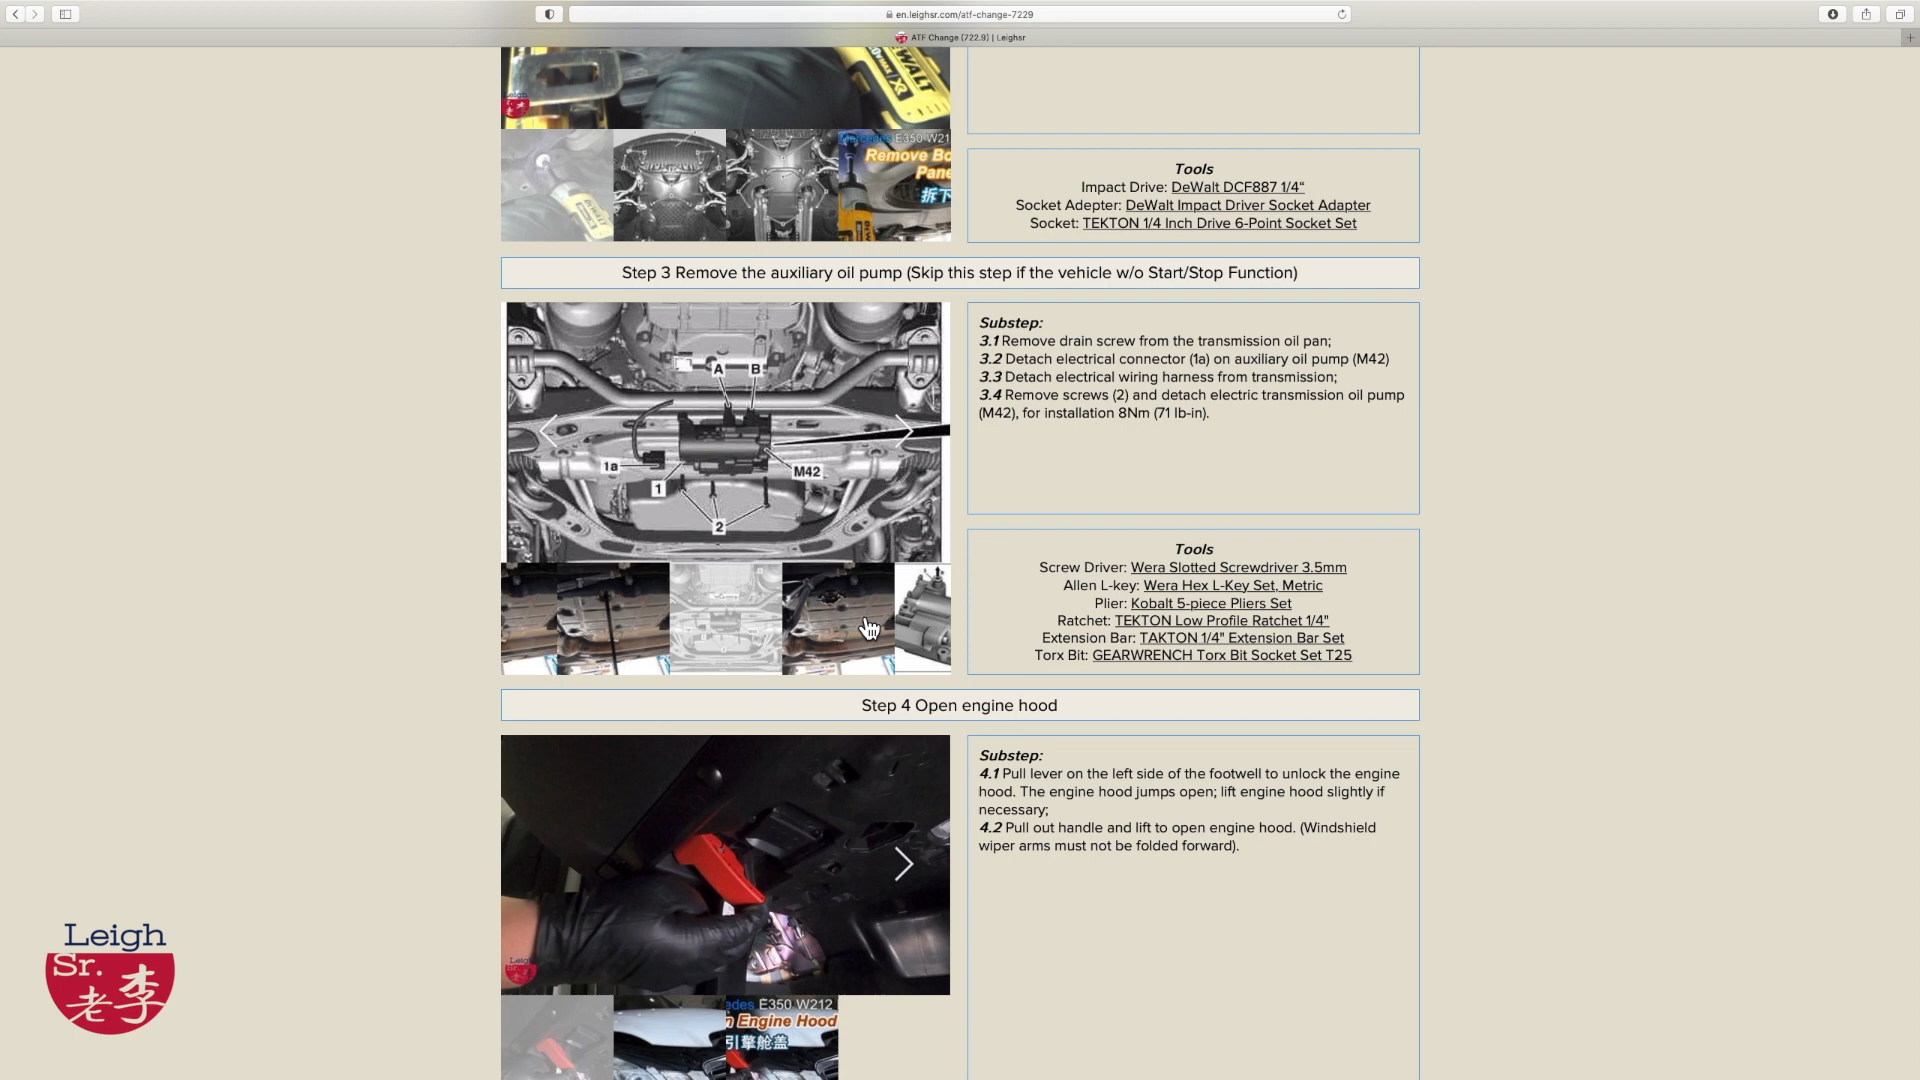 en.leighsr.com/atf-change-7229
ATF Change (722.9) | Leighsr
Leigh
E350 W21
Remove Bo
Pane
拆下
Tools
Impact Drive: DeWalt DCF887 1/4“
Socket Adepter: DeWalt Impact Driver Socket Adapter
Socket: TEKTON 1/4 Inch Drive 6-Point Socket Set
Step 3 Remove the auxiliary oil pump (Skip this step if the vehicle w/o Start/Stop Function)
A
B
1a
M42
1
2
Substep:
3.1 Remove drain screw from the transmission oil pan;
3.2 Detach electrical connector (1a) on auxiliary oil pump (M42)
3.3 Detach electrical wiring harness from transmission;
3.4 Remove screws (2) and detach electric transmission oil pump
(M42), for installation 8Nm (71 lb-in).
Tools
Screw Driver: Wera Slotted Screwdriver 3.5mm
Allen L-key: Wera Hex L-Key Set, Metric
Plier: Kobalt 5-piece Pliers Set
Ratchet: TEKTON Low Profile Ratchet 1/4"
Extension Bar: TAKTON 1/4" Extension Bar Set
Torx Bit: GEARWRENCH Torx Bit Socket Set T25
Step 4 Open engine hood
Substep:
4.1 Pull lever on the left side of the footwell to unlock the engine
hood. The engine hood jumps open; lift engine hood slightly if
necessary;
4.2 Pull out handle and lift to open engine hood. (Windshield
wiper arms must not be folded forward).
edes E350 W212
n Engine Hood
引擎舱盖
Leigh
Sr.
老李